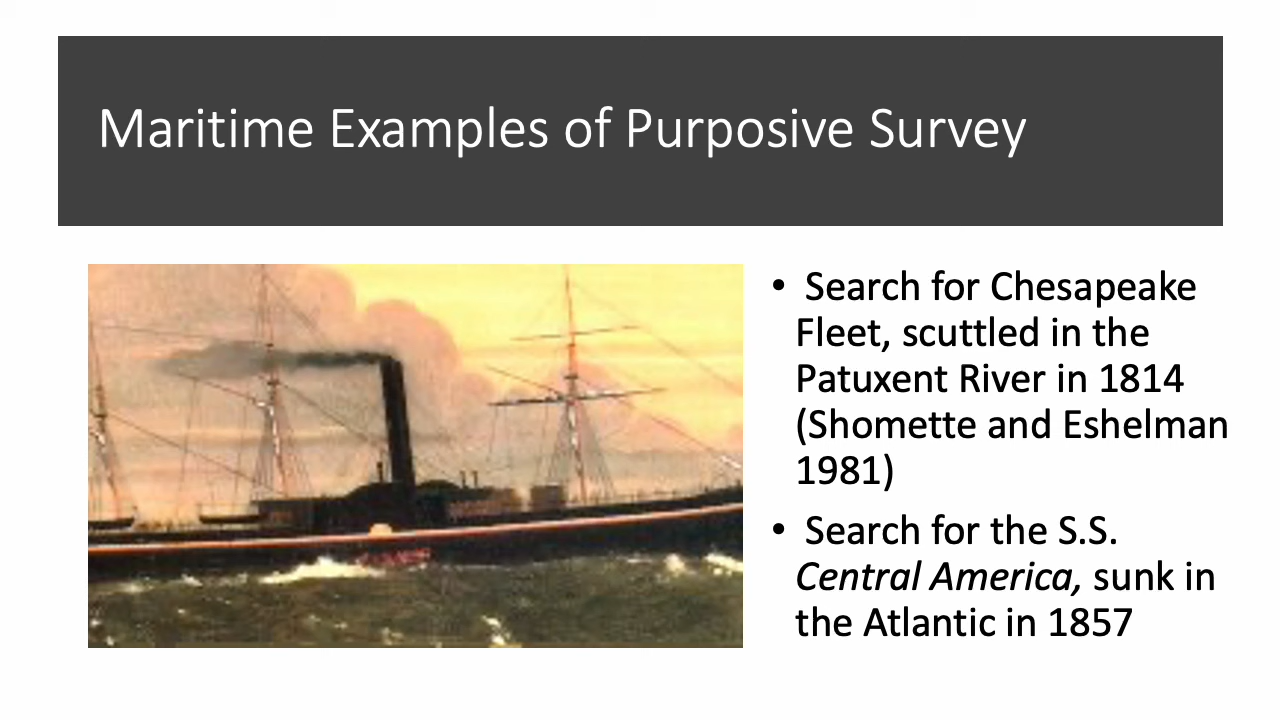 Maritime Examples of Purposive Survey
• Search for Chesapeake
Fleet, scuttled in the
Patuxent River in 1814
(Shomette and Eshelman
1981)
• Search for the S.S.
Central America, sunk in
the Atlantic in 1857